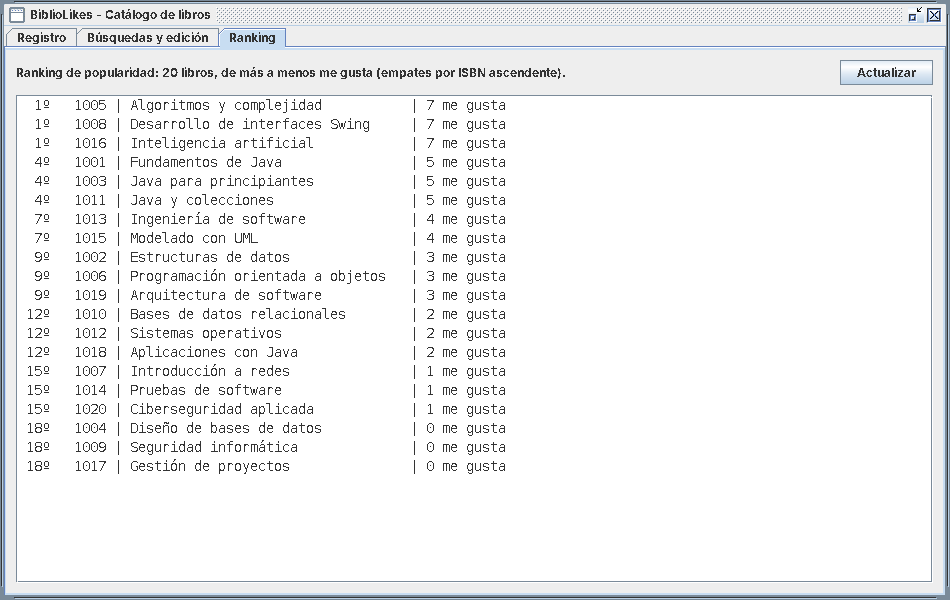 BiblioLikes - Catálogo de libros
Registro Búsquedas y edición Ranking
Ranking de popularidad: 20 libros, de más a menos me gusta (empates por ISBN ascendente). Actualizar
1º 1005 | Algoritmos y complejidad | 7 me gusta
1º 1008 | Desarrollo de interfaces Swing | 7 me gusta
1º 1016 | Inteligencia artificial | 7 me gusta
4º 1001 | Fundamentos de Java | 5 me gusta
4º 1003 | Java para principiantes | 5 me gusta
4º 1011 | Java y colecciones | 5 me gusta
7º 1013 | Ingeniería de software | 4 me gusta
7º 1015 | Modelado con UML | 4 me gusta
9º 1002 | Estructuras de datos | 3 me gusta
9º 1006 | Programación orientada a objetos | 3 me gusta
9º 1019 | Arquitectura de software | 3 me gusta
12º 1010 | Bases de datos relacionales | 2 me gusta
12º 1012 | Sistemas operativos | 2 me gusta
12º 1018 | Aplicaciones con Java | 2 me gusta
15º 1007 | Introducción a redes | 1 me gusta
15º 1014 | Pruebas de software | 1 me gusta
15º 1020 | Ciberseguridad aplicada | 1 me gusta
18º 1004 | Diseño de bases de datos | 0 me gusta
18º 1009 | Seguridad informática | 0 me gusta
18º 1017 | Gestión de proyectos | 0 me gusta